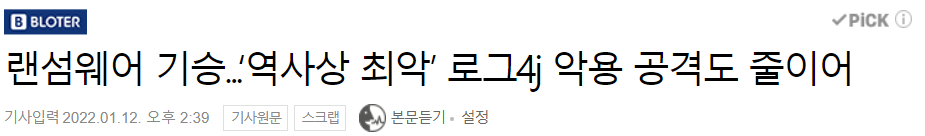 B BLOTER
✓PiCK ⓘ
랜섬웨어 기승...'역사상 최악' 로그4j 악용 공격도 줄이어
기사입력 2022.01.12. 오후 2:39 기사원문 스크랩 본문듣기 · 설정